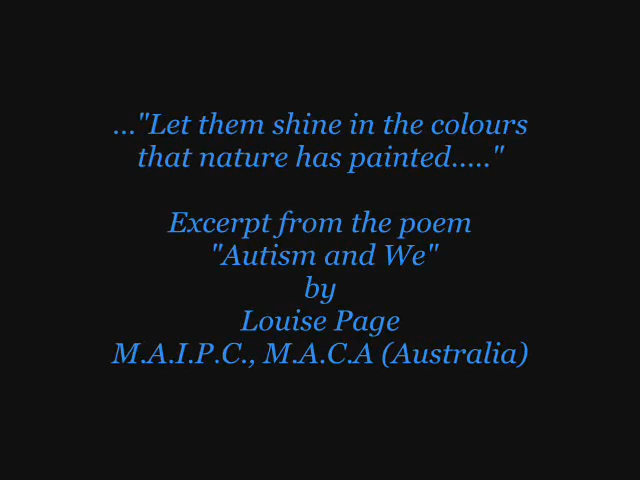 ..."Let them shine in the colours
that nature has painted....."
Excerpt from the poem
"Autism and We"
by
Louise Page
M.A.I.P.C., M.A.C.A (Australia)